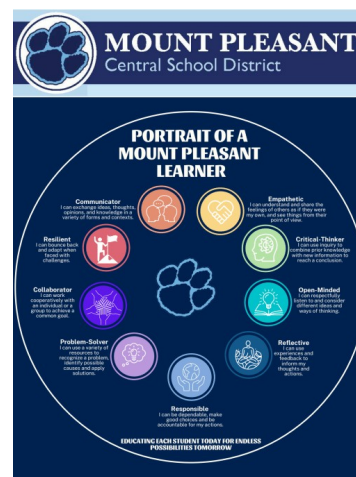 MOUNT PLEASANT
Central School District
PORTRAIT OF A
MOUNT PLEASANT
LEARNER
Communicator
I can exchange ideas, thoughts,
opinions, and knowledge in a
variety of forms and contexts.
Empathetic
I can understand and share the
feelings of others as if they were
my own, and see things from their
point of view.
Resilient
I can bounce back
and adapt when
faced with
challenges.
Critical-Thinker
I can use inquiry to
combine prior knowledge
with new information to
reach a conclusion.
Collaborator
I can work
cooperatively with
an individual or a
group to achieve a
common goal.
Open-Minded
I can respectfully
listen to and consider
different ideas and
ways of thinking.
Problem-Solver
I can use a variety of
resources to
recognize a problem,
identify possible
causes and apply
solutions.
Reflective
I can use
experiences and
feedback to
inform my
thoughts and
actions.
Responsible
I can be dependable, make
good choices and be
accountable for my actions.
EDUCATING EACH STUDENT TODAY FOR ENDLESS
POSSIBILITIES TOMORROW